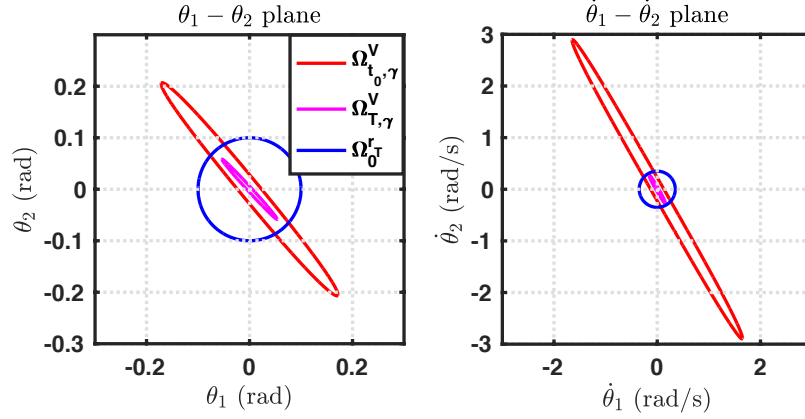 θ₁ − θ₂ plane
0.2
0.1
0
-0.1
-0.2
-0.3
-0.2
0
0.2
θ₂ (rad)
θ₁ (rad)
Ω^V_{t₀,γ}
Ω^V_{T,γ}
Ω^r_0 T
θ̇₁ − θ̇₂ plane
3
2
1
0
-1
-2
-3
-2
0
2
θ̇₂ (rad/s)
θ̇₁ (rad/s)